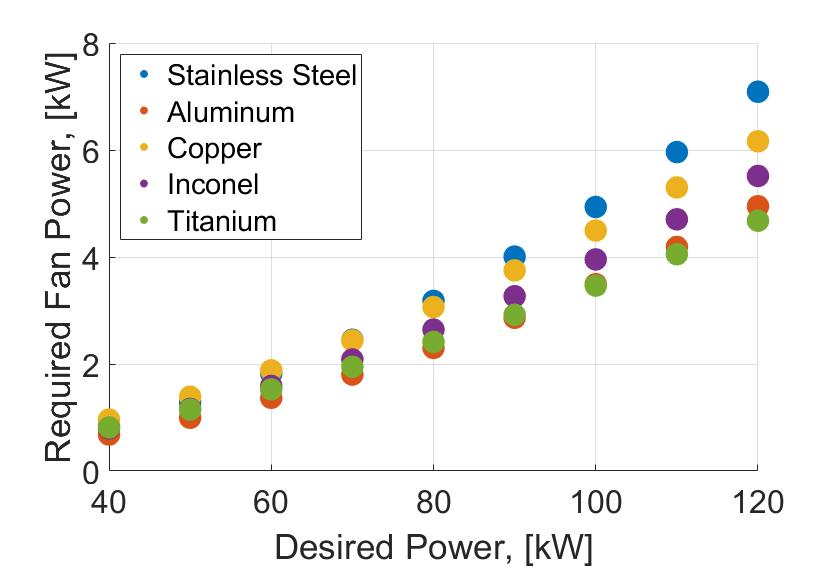 Required Fan Power, [kW]
8
6
4
2
0
Stainless Steel
Aluminum
Copper
Inconel
Titanium
40 60 80 100 120
Desired Power, [kW]